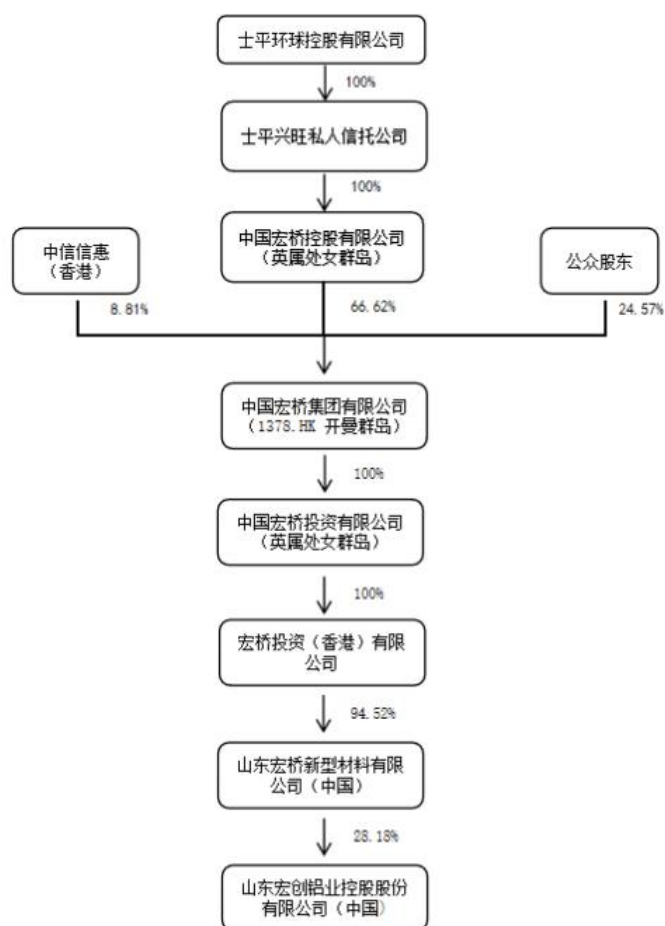 士平环球控股有限公司
100%
士平兴旺私人信托公司
100%
中信信惠
（香港）
中国宏桥控股有限公司
（英属处女群岛）
公众股东
8.81%
66.62%
24.57%
中国宏桥集团有限公司
（1378.HK 开曼群岛）
100%
中国宏桥投资有限公司
（英属处女群岛）
100%
宏桥投资（香港）有限
公司
94.52%
山东宏桥新型材料有限
公司（中国）
28.18%
山东宏创铝业控股股份
有限公司（中国）